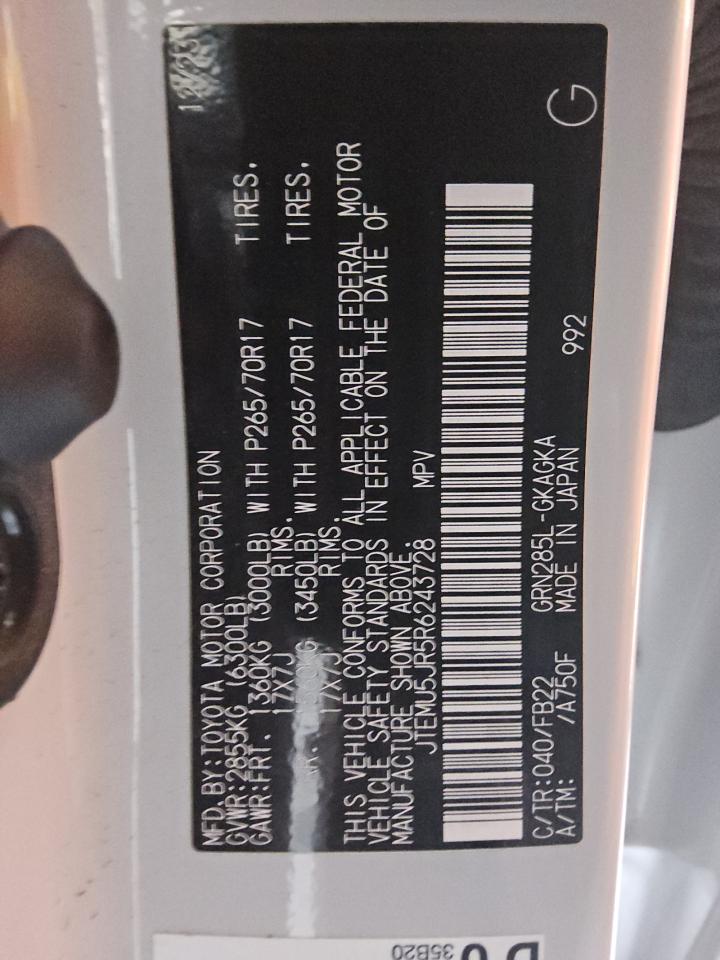 MFD.BY:TOYOTA MOTOR CORPORATION 12/23
GVWR:2855KG (6300LB)
GAWR:FRT. 1360KG (3000LB) WITH P265/70R17 TIRES.
17X7J RIMS.
(3450LB) WITH P265/70R17 TIRES.
RIMS.
THIS VEHICLE CONFORMS TO ALL APPLICABLE FEDERAL MOTOR
VEHICLE SAFETY STANDARDS IN EFFECT ON THE DATE OF
MANUFACTURE SHOWN ABOVE.
JTEMU5JR5R6243728 MPV
C/TR:040/FB22 GRN285L-GKAGKA 992 G
A/TM: /A750F MADE IN JAPAN
35B20